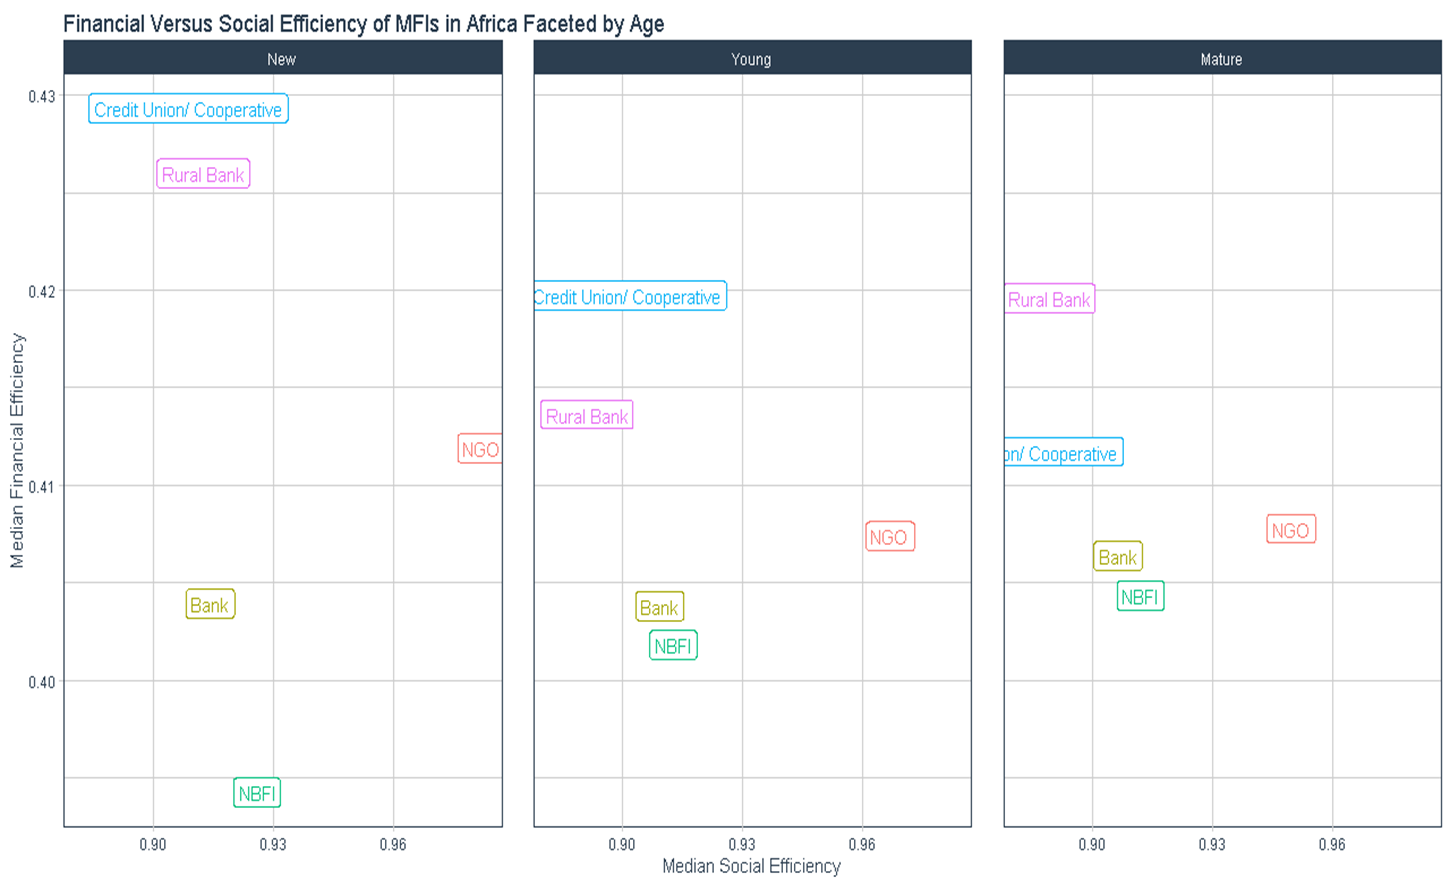 Financial Versus Social Efficiency of MFIs in Africa Faceted by Age
New
Young
Mature
Median Financial Efficiency
0.43
0.42
0.41
0.40
Credit Union/ Cooperative
Rural Bank
NGO
Bank
NBFI
Credit Union/ Cooperative
Rural Bank
NGO
Bank
NBFI
Rural Bank
on/ Cooperative
NGO
Bank
NBFI
0.90
0.93
0.96
0.90
0.93
0.96
0.90
0.93
0.96
Median Social Efficiency